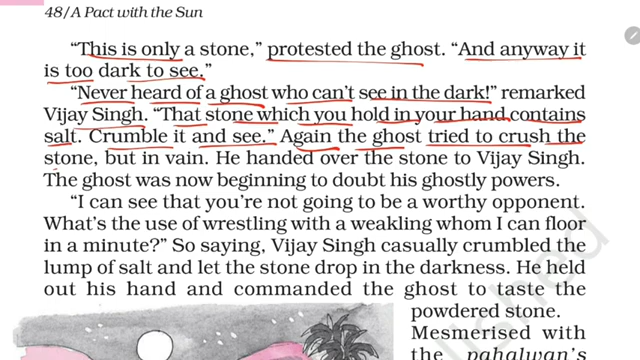 48/A Pact with the Sun
“This is only a stone,” protested the ghost. “And anyway it
is too dark to see.”
“Never heard of a ghost who can’t see in the dark!” remarked
Vijay Singh. “That stone which you hold in your hand contains
salt. Crumble it and see.” Again the ghost tried to crush the
stone, but in vain. He handed over the stone to Vijay Singh.
The ghost was now beginning to doubt his ghostly powers.
“I can see that you’re not going to be a worthy opponent.
What’s the use of wrestling with a weakling whom I can floor
in a minute?” So saying, Vijay Singh casually crumbled the
lump of salt and let the stone drop in the darkness. He held
out his hand and commanded the ghost to taste the
powdered stone.
Mesmerised with
the pahalwan’s